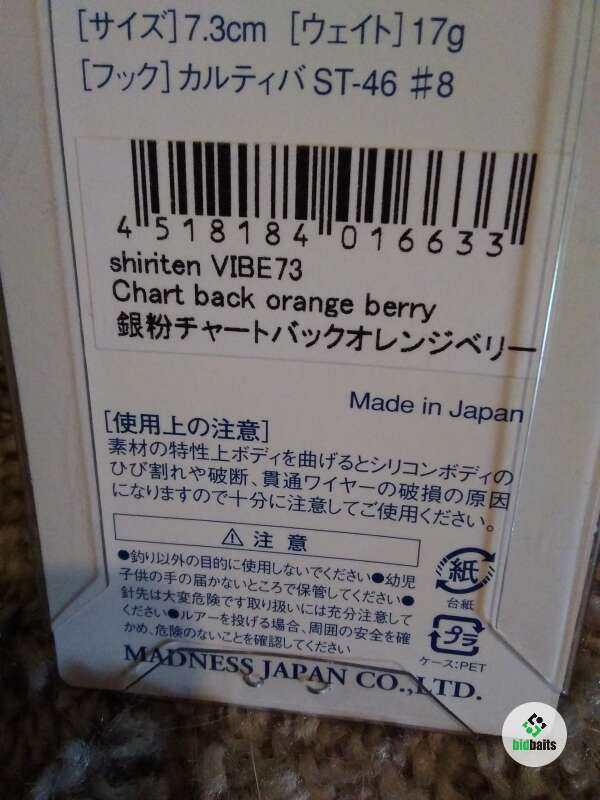 [サイズ]7.3cm [ウェイト]17g
[フック]カルティバ ST-46 #8
4 518184 016633
shiriten VIBE73
Chart back orange berry
銀粉チャートバックオレンジベリー
Made in Japan
[使用上の注意]
素材の特性上ボディを曲げるとシリコンボディの
ひび割れや破断、貫通ワイヤーの破損の原因
になりますので十分に注意してご使用ください。
⚠ 注意
●釣り以外の目的に使用しないでください●幼児
子供の手の届かないところで保管してください●
針先は大変危険です取り扱いには充分注意して
ください●ルアーを投げる場合、周囲の安全を確
かめ、危険のないことを確認してください
紙
台紙
プラ
ケース:PET
MADNESS JAPAN CO.,LTD.
bidbaits